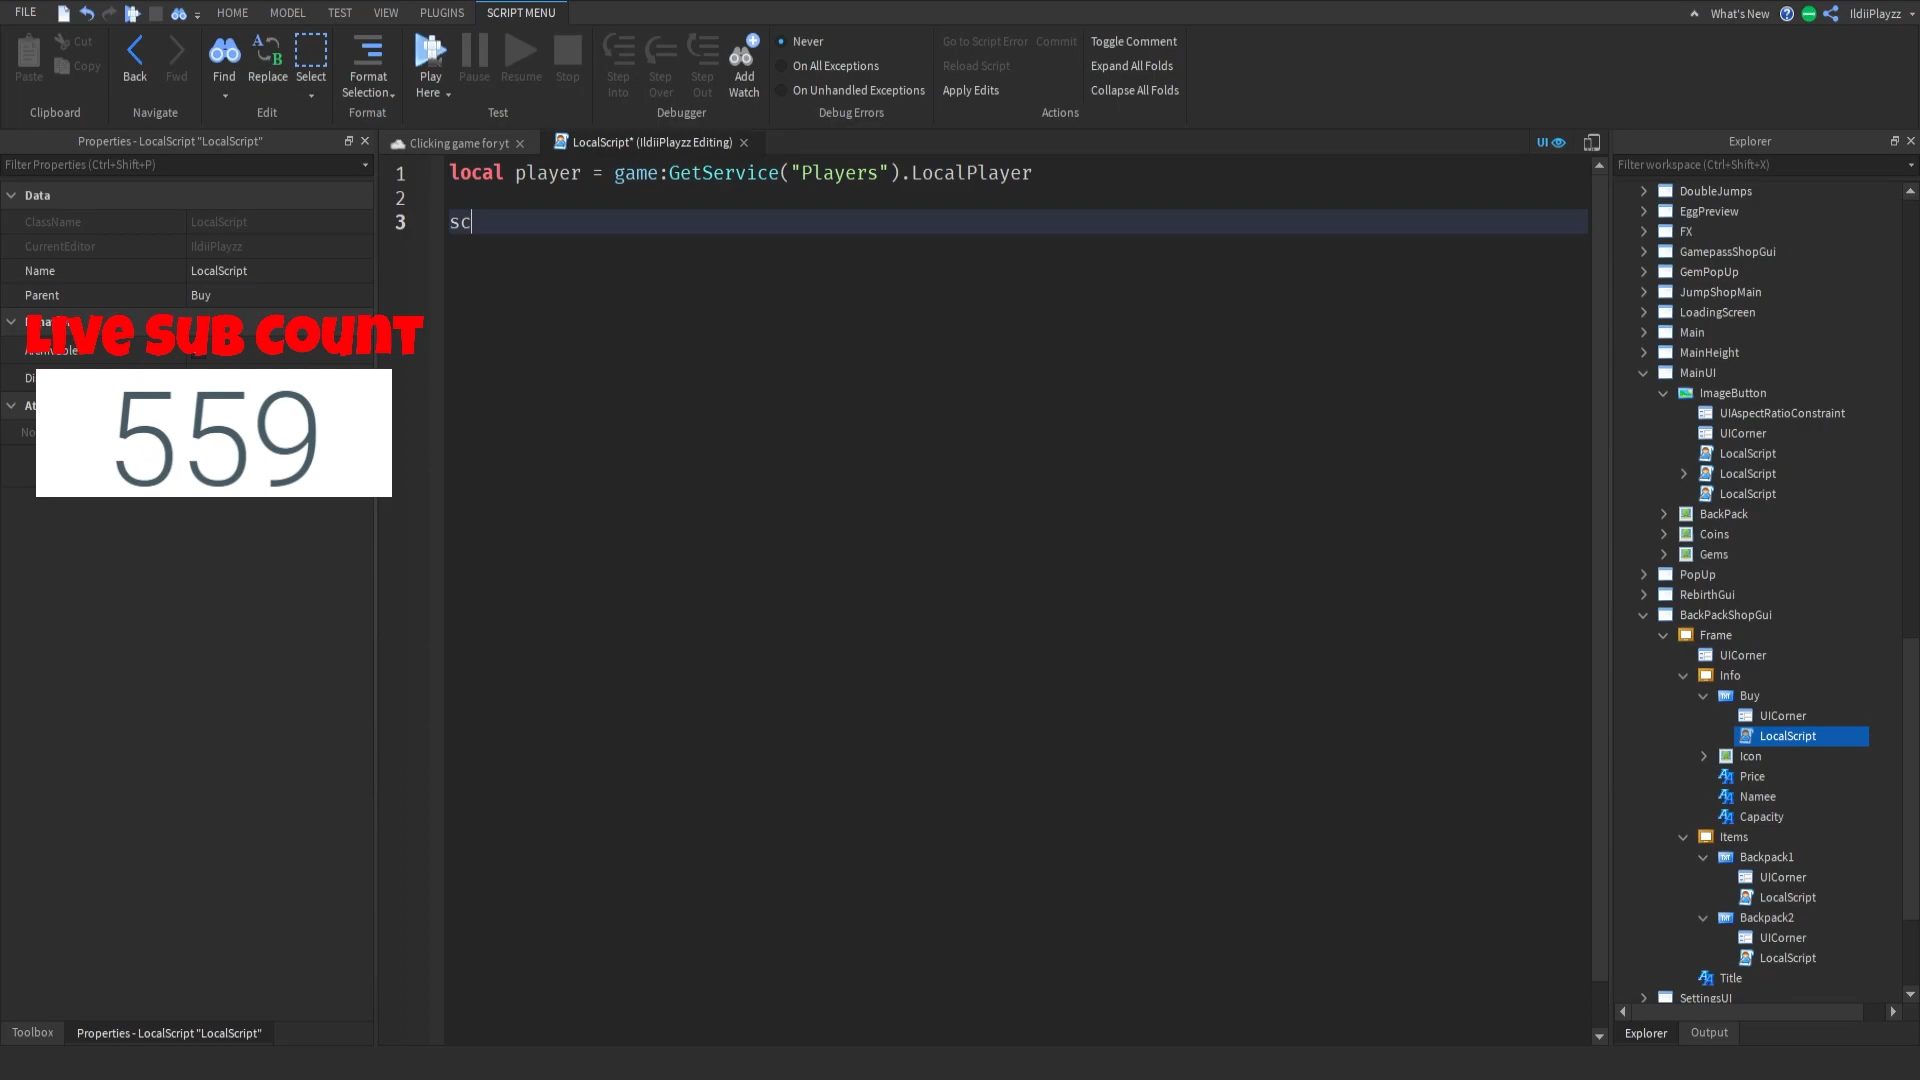 FILE HOME MODEL TEST VIEW PLUGINS SCRIPT MENU What's New IldiiPlayzz
Paste Cut Copy
Clipboard
Back Fwd
Navigate
Find Replace Select
Edit
Format Selection
Format
Play Here Pause Resume Stop
Test
Step Into Step Over Step Out Add Watch
Debugger
Never
On All Exceptions
On Unhandled Exceptions
Debug Errors
Go to Script Error Commit Toggle Comment
Reload Script Expand All Folds
Apply Edits Collapse All Folds
Actions
Properties - LocalScript "LocalScript"
Filter Properties (Ctrl+Shift+P)
Data
ClassName LocalScript
CurrentEditor IldiiPlayzz
Name LocalScript
Parent Buy
LIVE SUB COUNT
559
Toolbox Properties - LocalScript "LocalScript"
Clicking game for yt LocalScript* (IldiiPlayzz Editing) UI
1 local player = game:GetService("Players").LocalPlayer
2
3 sc
Explorer
Filter workspace (Ctrl+Shift+X)
DoubleJumps
EggPreview
FX
GamepassShopGui
GemPopUp
JumpShopMain
LoadingScreen
Main
MainHeight
MainUI
ImageButton
UIAspectRatioConstraint
UICorner
LocalScript
LocalScript
LocalScript
BackPack
Coins
Gems
PopUp
RebirthGui
BackPackShopGui
Frame
UICorner
Info
Buy
UICorner
LocalScript
Icon
Price
Namee
Capacity
Items
Backpack1
UICorner
LocalScript
Backpack2
UICorner
LocalScript
Title
SettingsUI
Explorer Output